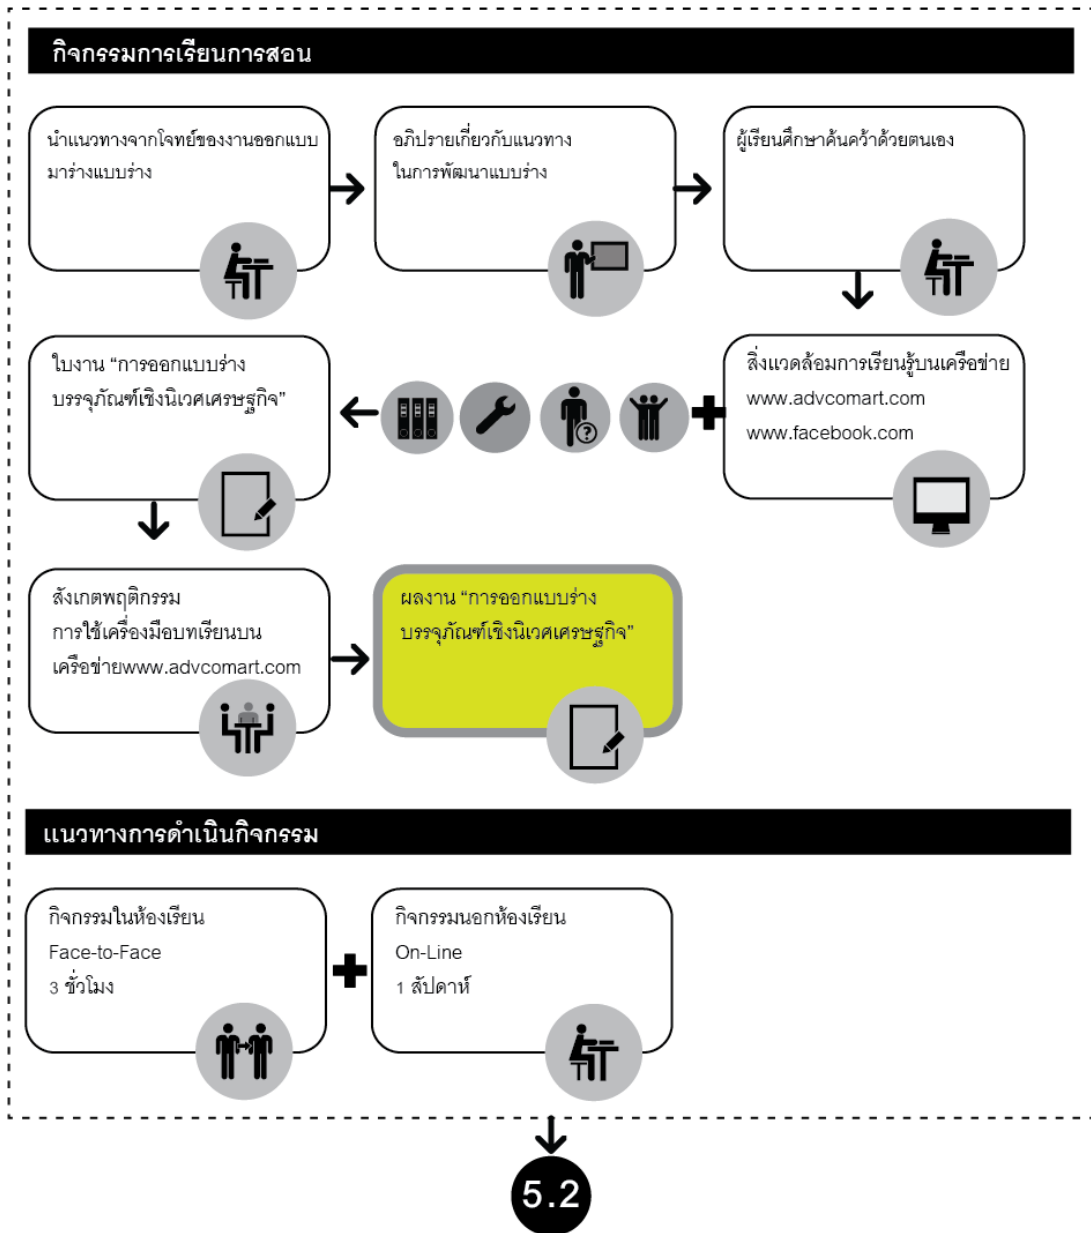 กิจกรรมการเรียนการสอน
นำแนวทางจากโจทย์ของงานออกแบบ
มาร่างแบบร่าง
อภิปรายเกี่ยวกับแนวทาง
ในการพัฒนาแบบร่าง
ผู้เรียนศึกษาค้นคว้าด้วยตนเอง
สิ่งแวดล้อมการเรียนรู้บนเครือข่าย
www.advcomart.com
www.facebook.com
?
ใบงาน “การออกแบบร่าง
บรรจุภัณฑ์เชิงนิเวศเศรษฐกิจ”
สังเกตพฤติกรรม
การใช้เครื่องมือบทเรียนบน
เครือข่ายwww.advcomart.com
ผลงาน “การออกแบบร่าง
บรรจุภัณฑ์เชิงนิเวศเศรษฐกิจ”
แนวทางการดำเนินกิจกรรม
กิจกรรมในห้องเรียน
Face-to-Face
3 ชั่วโมง
กิจกรรมนอกห้องเรียน
On-Line
1 สัปดาห์
5.2